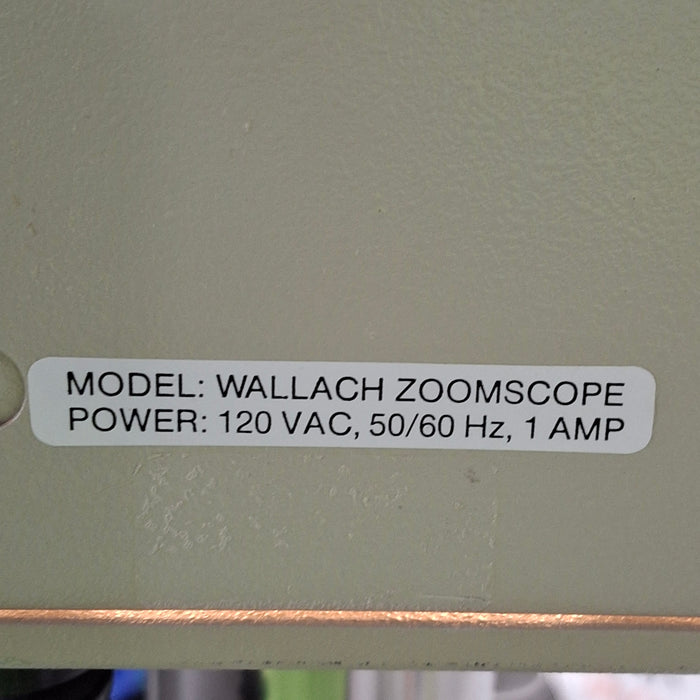 MODEL: WALLACH ZOOMSCOPE
POWER: 120 VAC, 50/60 Hz, 1 AMP